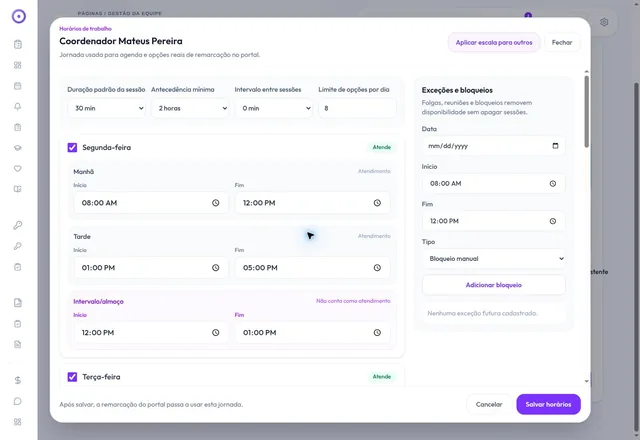 PÁGINAS / GESTÃO DA EQUIPE
Horários de trabalho
Coordenador Mateus Pereira
Jornada usada para agenda e opções reais de remarcação no portal.
Aplicar escala para outros
Fechar
Duração padrão da sessão
Antecedência mínima
Intervalo entre sessões
Limite de opções por dia
30 min
2 horas
0 min
8
Segunda-feira
Atende
Manhã
Atendimento
Início
Fim
08:00 AM
12:00 PM
Tarde
Atendimento
Início
Fim
01:00 PM
05:00 PM
Intervalo/almoço
Não conta como atendimento
Início
Fim
12:00 PM
01:00 PM
Terça-feira
Atende
Exceções e bloqueios
Folgas, reuniões e bloqueios removem
disponibilidade sem apagar sessões.
Data
mm/dd/yyyy
Início
08:00 AM
Fim
12:00 PM
Tipo
Bloqueio manual
Adicionar bloqueio
Nenhuma exceção futura cadastrada.
Após salvar, a remarcação do portal passa a usar esta jornada.
Cancelar
Salvar horários